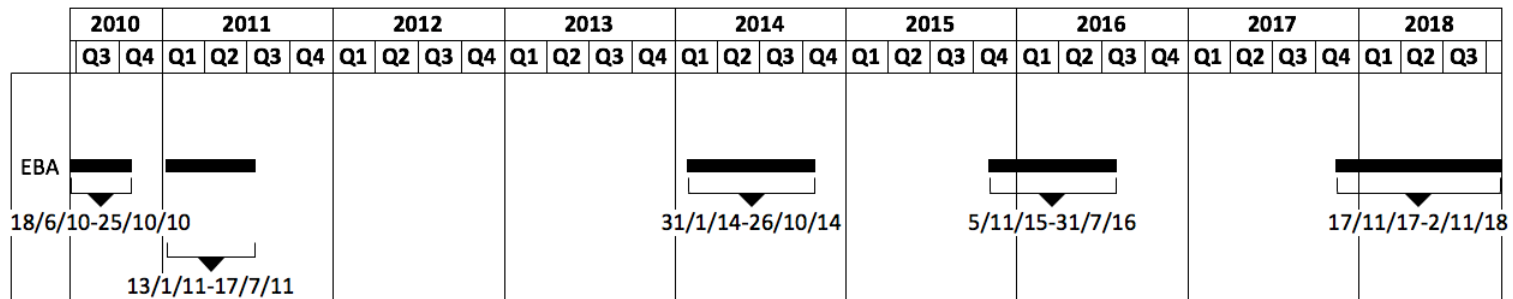 2010 2011 2012 2013 2014 2015 2016 2017 2018
Q3 Q4 Q1 Q2 Q3 Q4 Q1 Q2 Q3 Q4 Q1 Q2 Q3 Q4 Q1 Q2 Q3 Q4 Q1 Q2 Q3 Q4 Q1 Q2 Q3 Q4 Q1 Q2 Q3 Q4 Q1 Q2 Q3
EBA
18/6/10-25/10/10 31/1/14-26/10/14 5/11/15-31/7/16 17/11/17-2/11/18
13/1/11-17/7/11